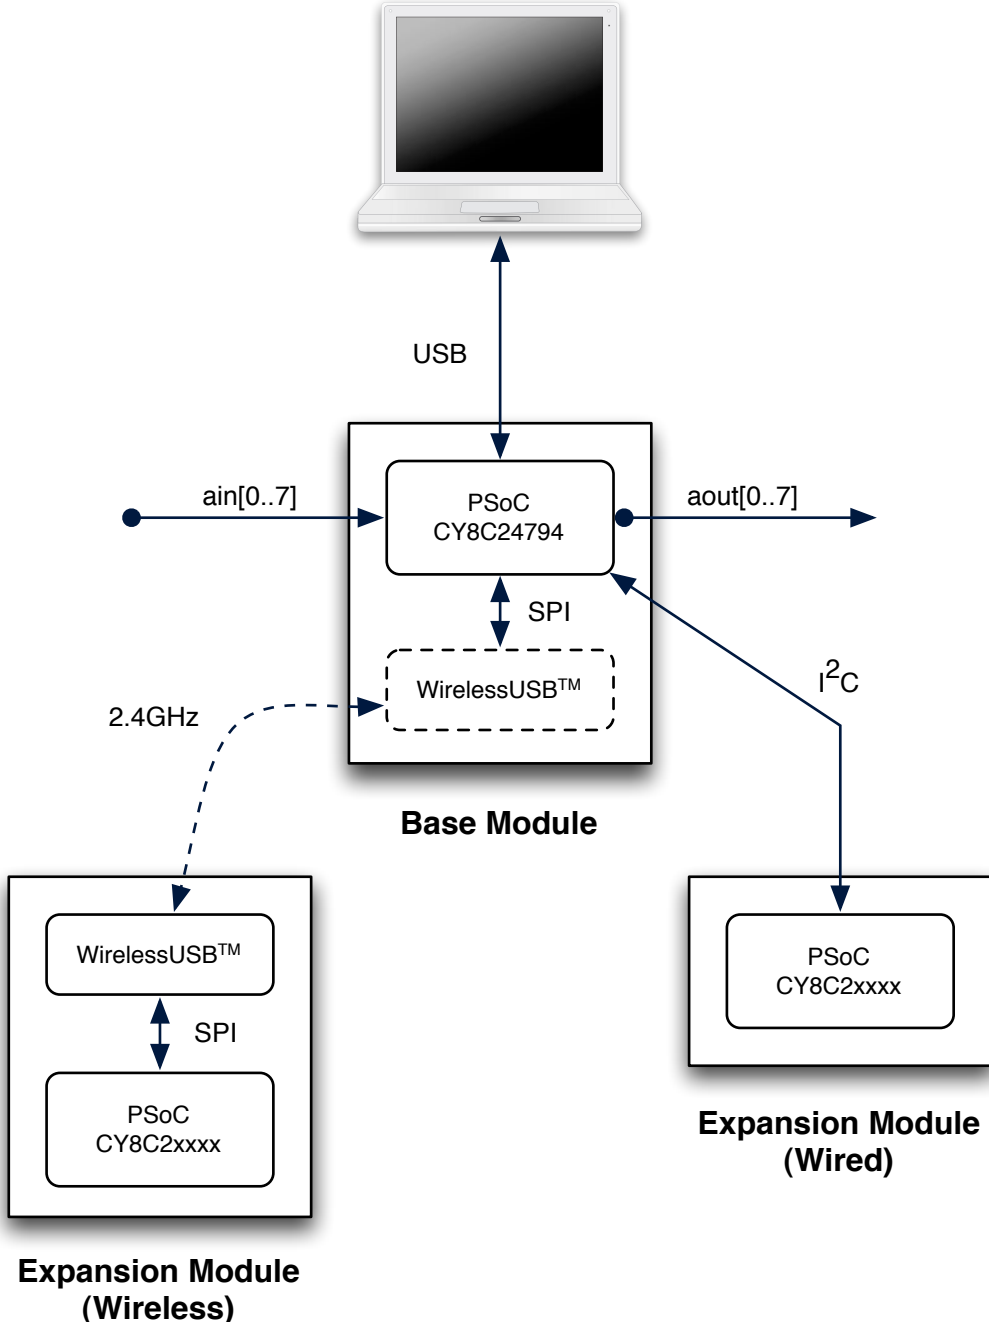 USB
ain[0..7]
PSoC
CY8C24794
aout[0..7]
SPI
WirelessUSB™
I²C
2.4GHz
Base Module
WirelessUSB™
SPI
PSoC
CY8C2xxxx
Expansion Module
(Wireless)
PSoC
CY8C2xxxx
Expansion Module
(Wired)